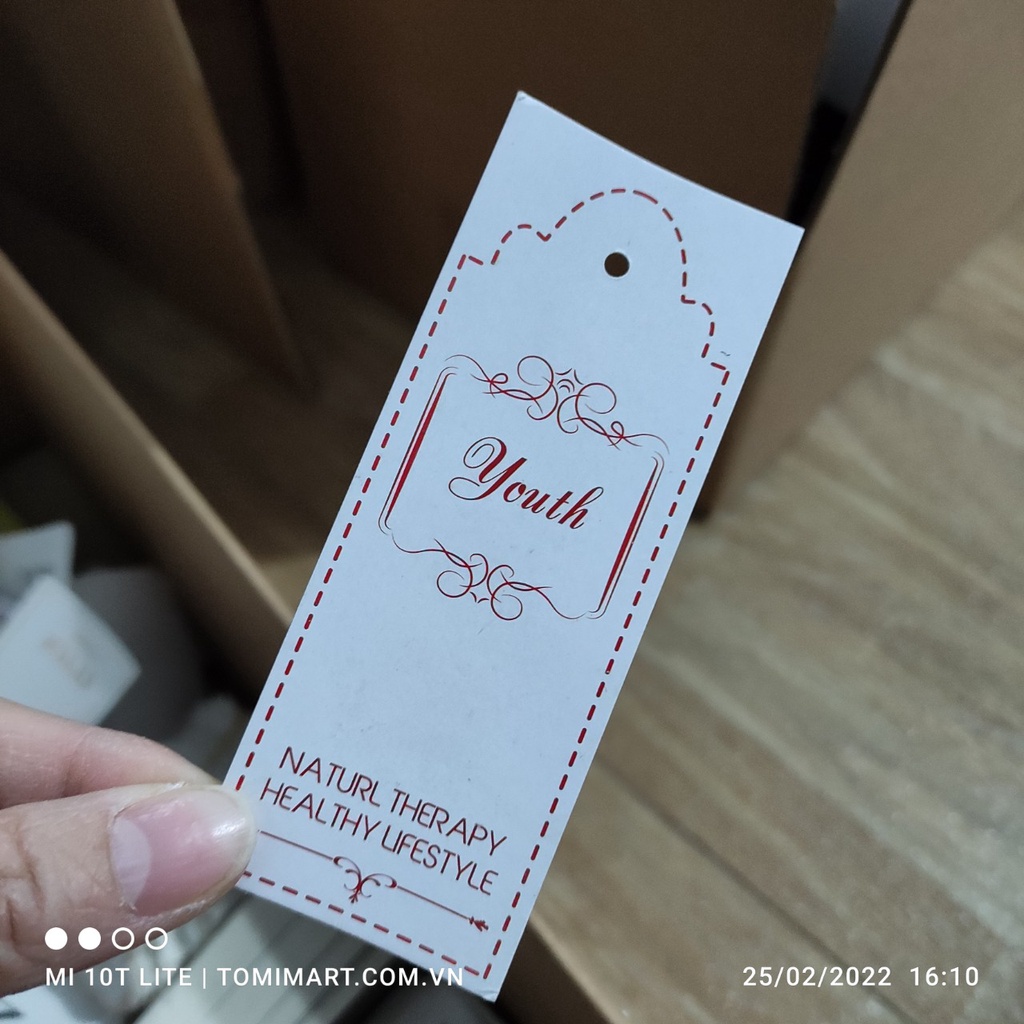 Youth
NATURL THERAPY
HEALTHY LIFESTYLE
MI 10T LITE | TOMIMART.COM.VN
25/02/2022 16:10